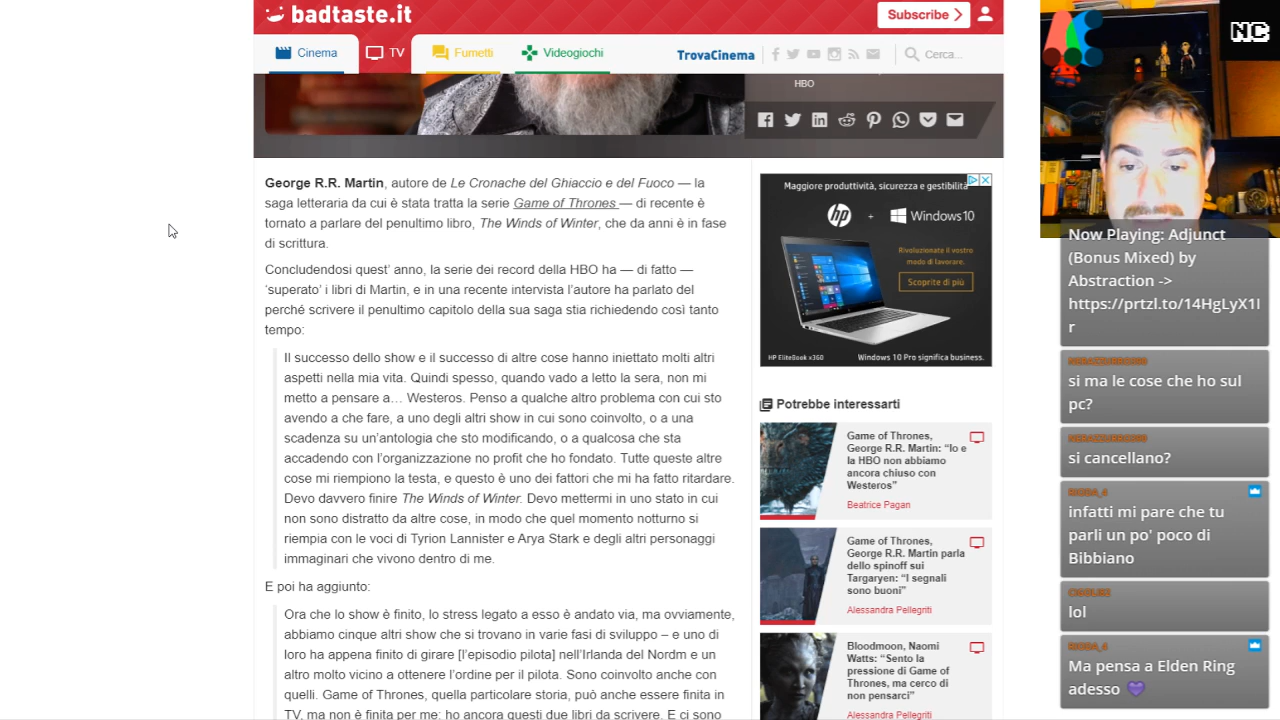 badtaste.it
Subscribe
Cinema
TV
Fumetti
Videogiochi
TrovaCinema
Cerca...
HBO
George R.R. Martin, autore de Le Cronache del Ghiaccio e del Fuoco — la
saga letteraria da cui è stata tratta la serie Game of Thrones — di recente è
tornato a parlare del penultimo libro, The Winds of Winter, che da anni è in fase
di scrittura.
Concludendosi quest' anno, la serie dei record della HBO ha — di fatto —
'superato' i libri di Martin, e in una recente intervista l'autore ha parlato del
perché scrivere il penultimo capitolo della sua saga stia richiedendo così tanto
tempo:
Il successo dello show e il successo di altre cose hanno iniettato molti altri
aspetti nella mia vita. Quindi spesso, quando vado a letto la sera, non mi
metto a pensare a… Westeros. Penso a qualche altro problema con cui sto
avendo a che fare, a uno degli altri show in cui sono coinvolto, o a una
scadenza su un'antologia che sto modificando, o a qualcosa che sta
accadendo con l'organizzazione no profit che ho fondato. Tutte queste altre
cose mi riempiono la testa, e questo è uno dei fattori che mi ha fatto ritardare.
Devo davvero finire The Winds of Winter. Devo mettermi in uno stato in cui
non sono distratto da altre cose, in modo che quel momento notturno si
riempia con le voci di Tyrion Lannister e Arya Stark e degli altri personaggi
immaginari che vivono dentro di me.
E poi ha aggiunto:
Ora che lo show è finito, lo stress legato a esso è andato via, ma ovviamente,
abbiamo cinque altri show che si trovano in varie fasi di sviluppo – e uno di
loro ha appena finito di girare [l'episodio pilota] nell'Irlanda del Nordm e un
altro molto vicino a ottenere l'ordine per il pilota. Sono coinvolto anche con
quelli. Game of Thrones, quella particolare storia, può anche essere finita in
TV, ma non è finita per me: ho ancora questi due libri da scrivere. E ci sono
Maggiore produttività, sicurezza e gestibilità
hp + Windows 10
Rivoluzionate il vostro
modo di lavorare.
Scoprite di più
HP EliteBook x360
Windows 10 Pro significa business.
Potrebbe interessarti
Game of Thrones,
George R.R. Martin: "Io e
la HBO non abbiamo
ancora chiuso con
Westeros"
Beatrice Pagan
Game of Thrones,
George R.R. Martin parla
dello spinoff sui
Targaryen: "I segnali
sono buoni"
Alessandra Pellegriti
Bloodmoon, Naomi
Watts: "Sento la
pressione di Game of
Thrones, ma cerco di
non pensarci"
Alessandra Pellegriti
NC
Now Playing: Adjunct
(Bonus Mixed) by
Abstraction ->
https://prtzl.to/14HgLyX1I
r
si ma le cose che ho sul
pc?
si cancellano?
infatti mi pare che tu
parli un po' poco di
Bibbiano
lol
Ma pensa a Elden Ring
adesso 💜